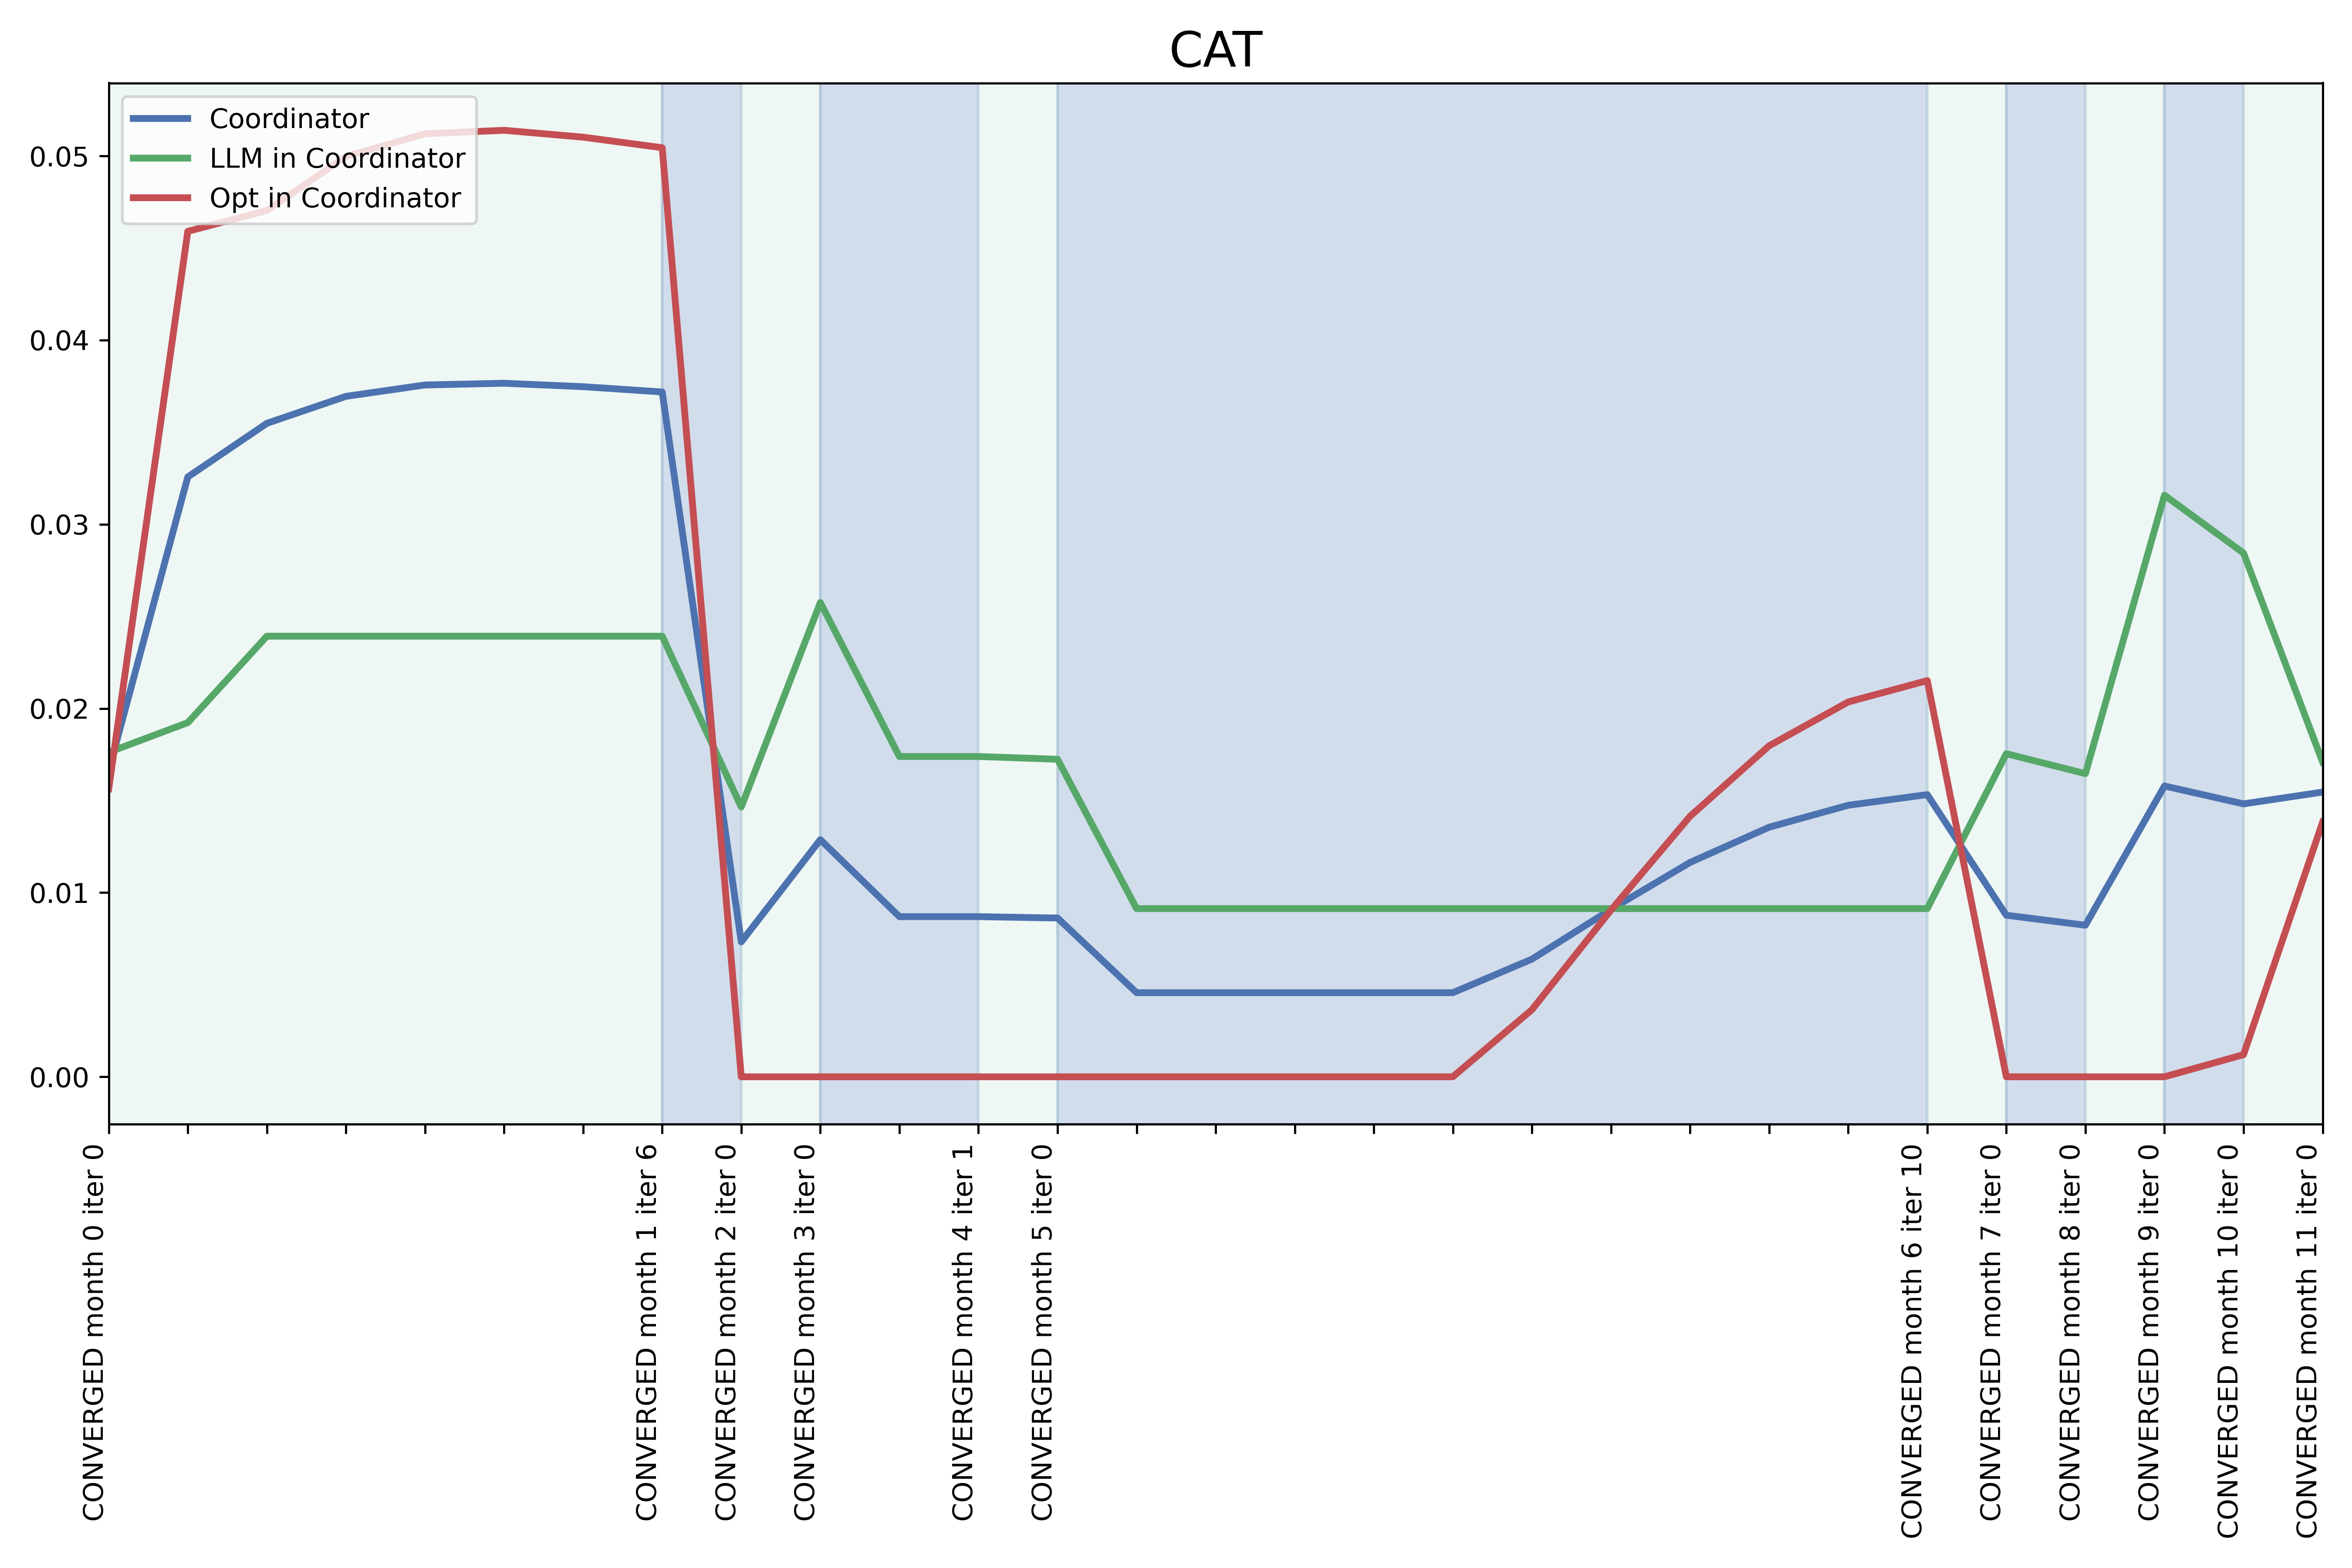 CAT
Coordinator
LLM in Coordinator
Opt in Coordinator
0.05
0.04
0.03
0.02
0.01
0.00
CONVERGED month 0 iter 0
CONVERGED month 1 iter 6
CONVERGED month 2 iter 0
CONVERGED month 3 iter 0
CONVERGED month 4 iter 1
CONVERGED month 5 iter 0
CONVERGED month 6 iter 10
CONVERGED month 7 iter 0
CONVERGED month 8 iter 0
CONVERGED month 9 iter 0
CONVERGED month 10 iter 0
CONVERGED month 11 iter 0